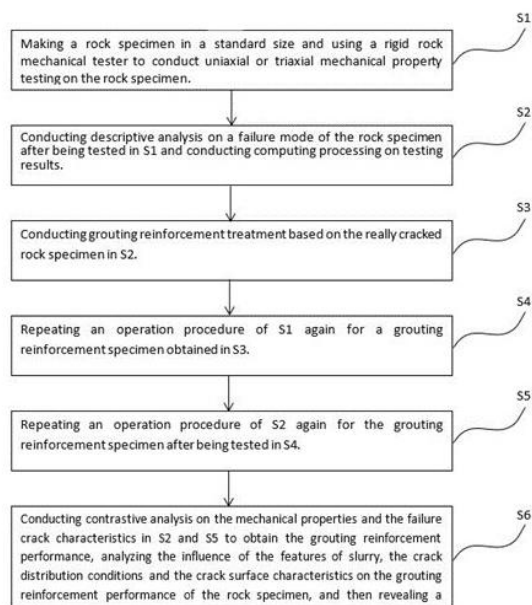 S1
Making a rock specimen in a standard size and using a rigid rock
mechanical tester to conduct uniaxial or triaxial mechanical property
testing on the rock specimen.
S2
Conducting descriptive analysis on a failure mode of the rock specimen
after being tested in S1 and conducting computing processing on testing
results.
S3
Conducting grouting reinforcement treatment based on the really cracked
rock specimen in S2.
S4
Repeating an operation procedure of S1 again for a grouting
reinforcement specimen obtained in S3.
S5
Repeating an operation procedure of S2 again for the grouting
reinforcement specimen after being tested in S4.
S6
Conducting contrastive analysis on the mechanical properties and the failure
crack characteristics in S2 and S5 to obtain the grouting reinforcement
performance, analyzing the influence of the features of slurry, the crack
distribution conditions and the crack surface characteristics on the grouting
reinforcement performance of the rock specimen, and then revealing a